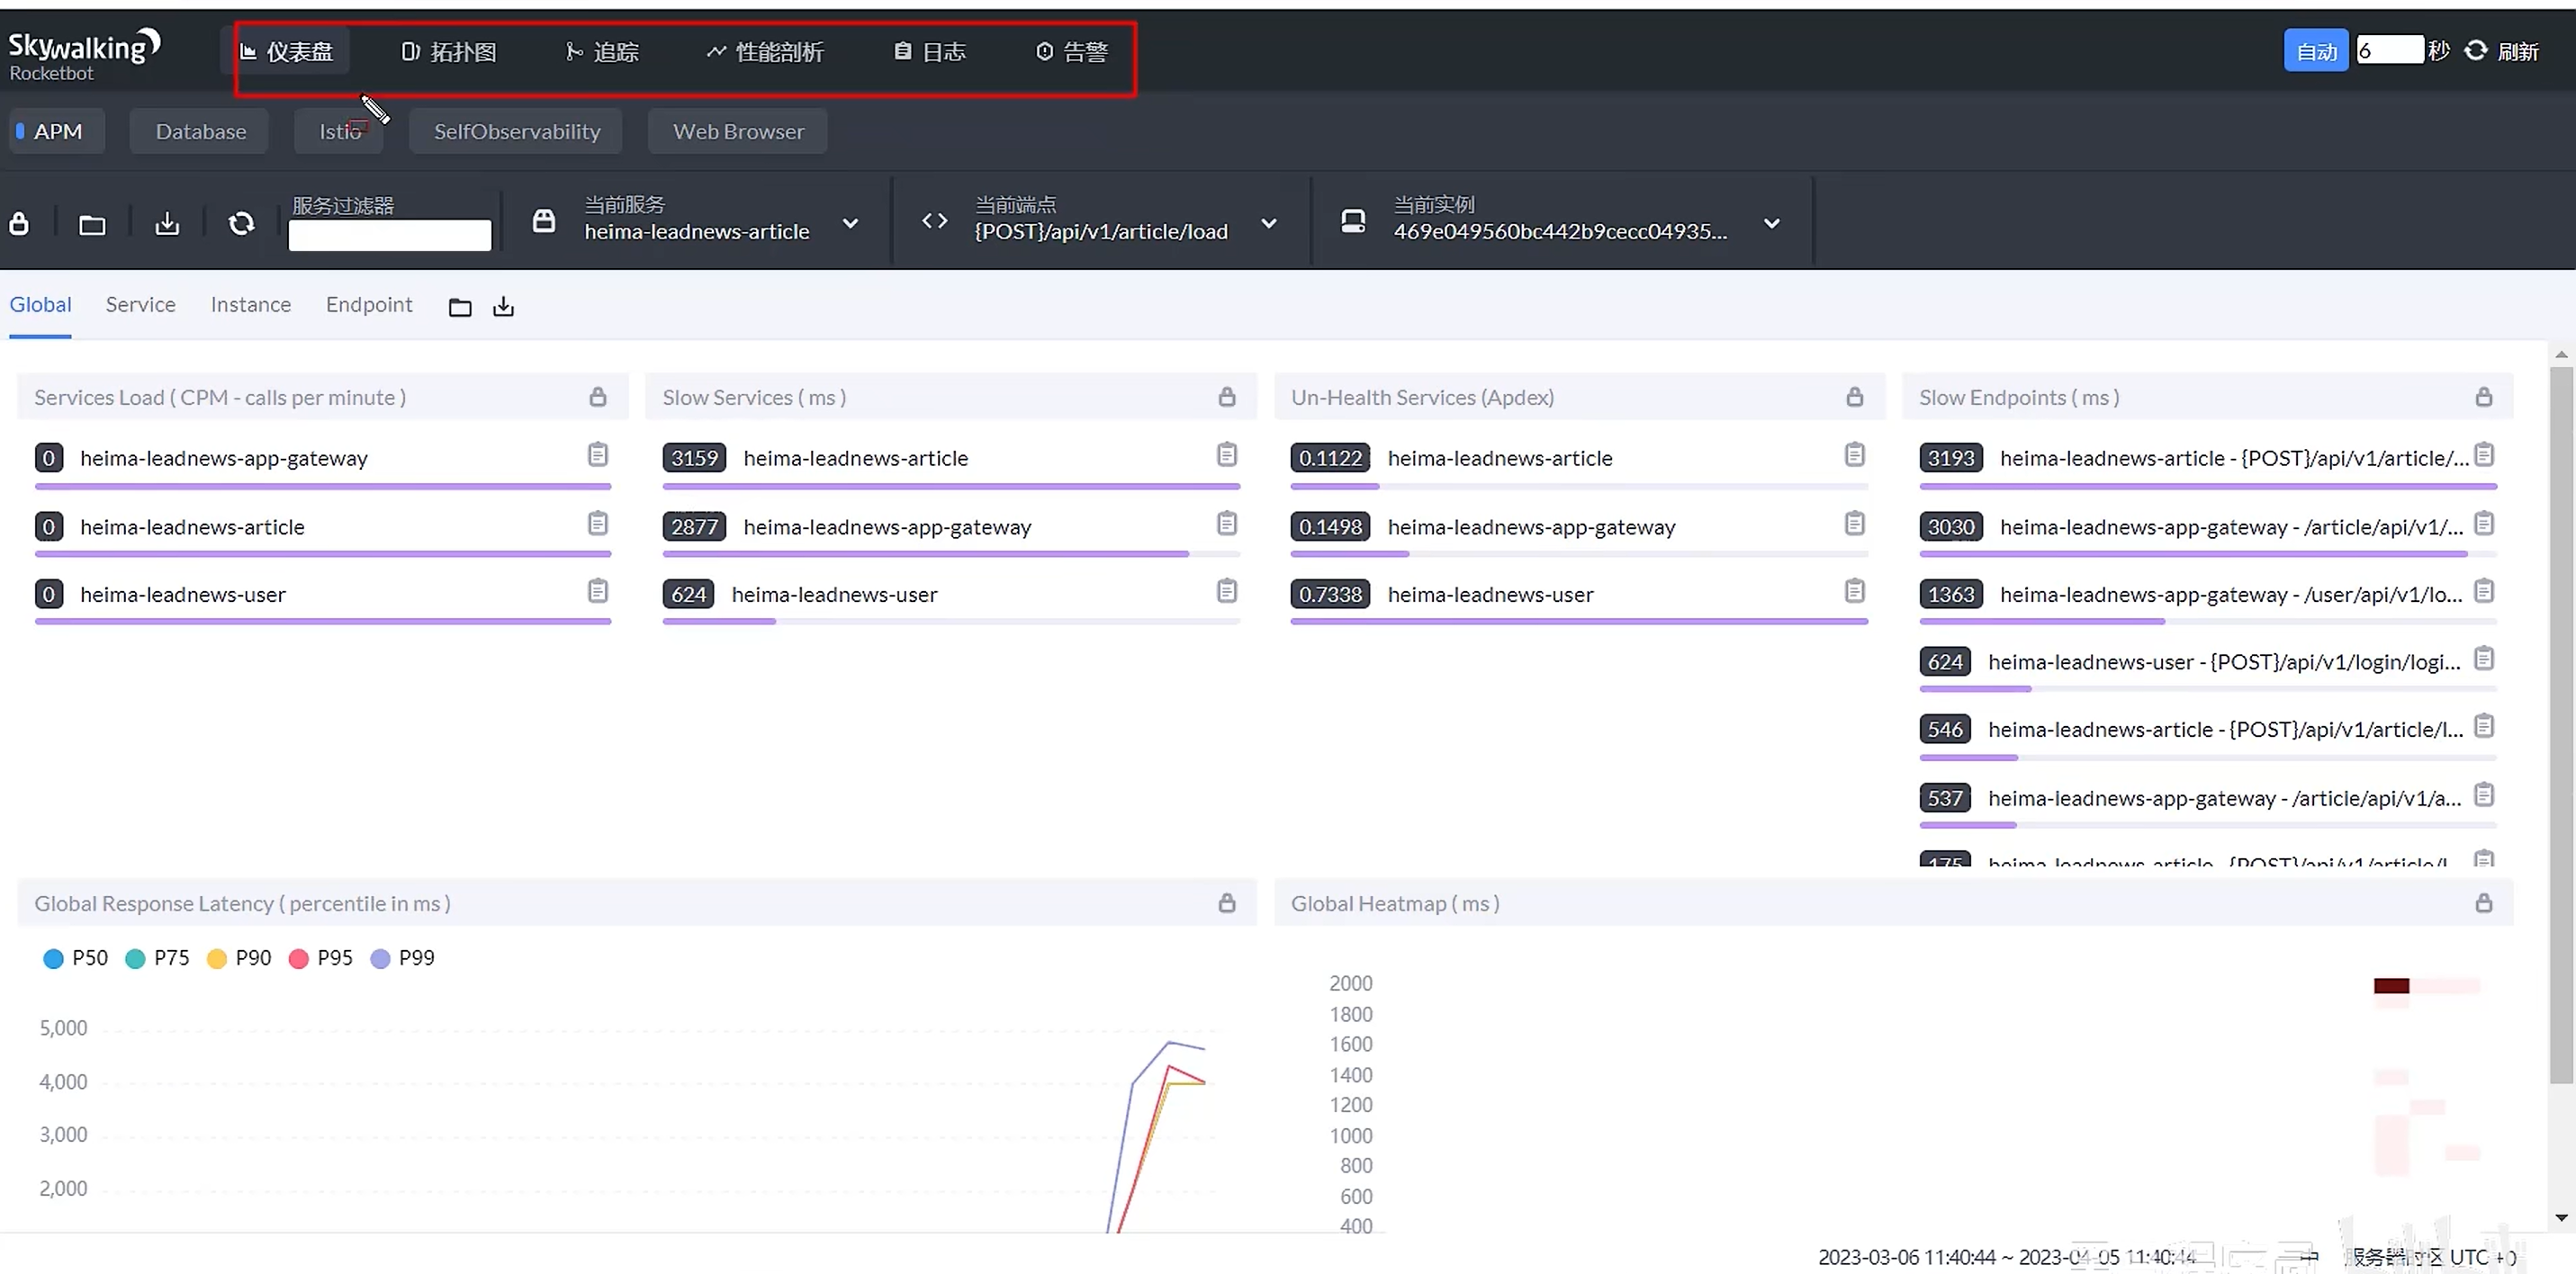 Skywalking
Rocketbot
仪表盘 拓扑图 追踪 性能剖析 日志 告警
自动 6 秒 刷新
APM Database Istio SelfObservability Web Browser
服务过滤器
当前服务
heima-leadnews-article
当前端点
{POST}/api/v1/article/load
当前实例
469e049560bc442b9cecc04935...
Global Service Instance Endpoint
Services Load ( CPM - calls per minute )
0 heima-leadnews-app-gateway
0 heima-leadnews-article
0 heima-leadnews-user
Slow Services ( ms )
3159 heima-leadnews-article
2877 heima-leadnews-app-gateway
624 heima-leadnews-user
Un-Health Services (Apdex)
0.1122 heima-leadnews-article
0.1498 heima-leadnews-app-gateway
0.7338 heima-leadnews-user
Slow Endpoints ( ms )
3193 heima-leadnews-article - {POST}/api/v1/article/...
3030 heima-leadnews-app-gateway - /article/api/v1/...
1363 heima-leadnews-app-gateway - /user/api/v1/lo...
624 heima-leadnews-user - {POST}/api/v1/login/logi...
546 heima-leadnews-article - {POST}/api/v1/article/l...
537 heima-leadnews-app-gateway - /article/api/v1/a...
175 heima-leadnews-article - {POST}/api/v1/article/l...
Global Response Latency ( percentile in ms )
P50 P75 P90 P95 P99
5,000
4,000
3,000
2,000
Global Heatmap ( ms )
2000
1800
1600
1400
1200
1000
800
600
400
2023-03-06 11:40:44 ~ 2023-04-05 11:40:44
中 服务器时区 UTC +0